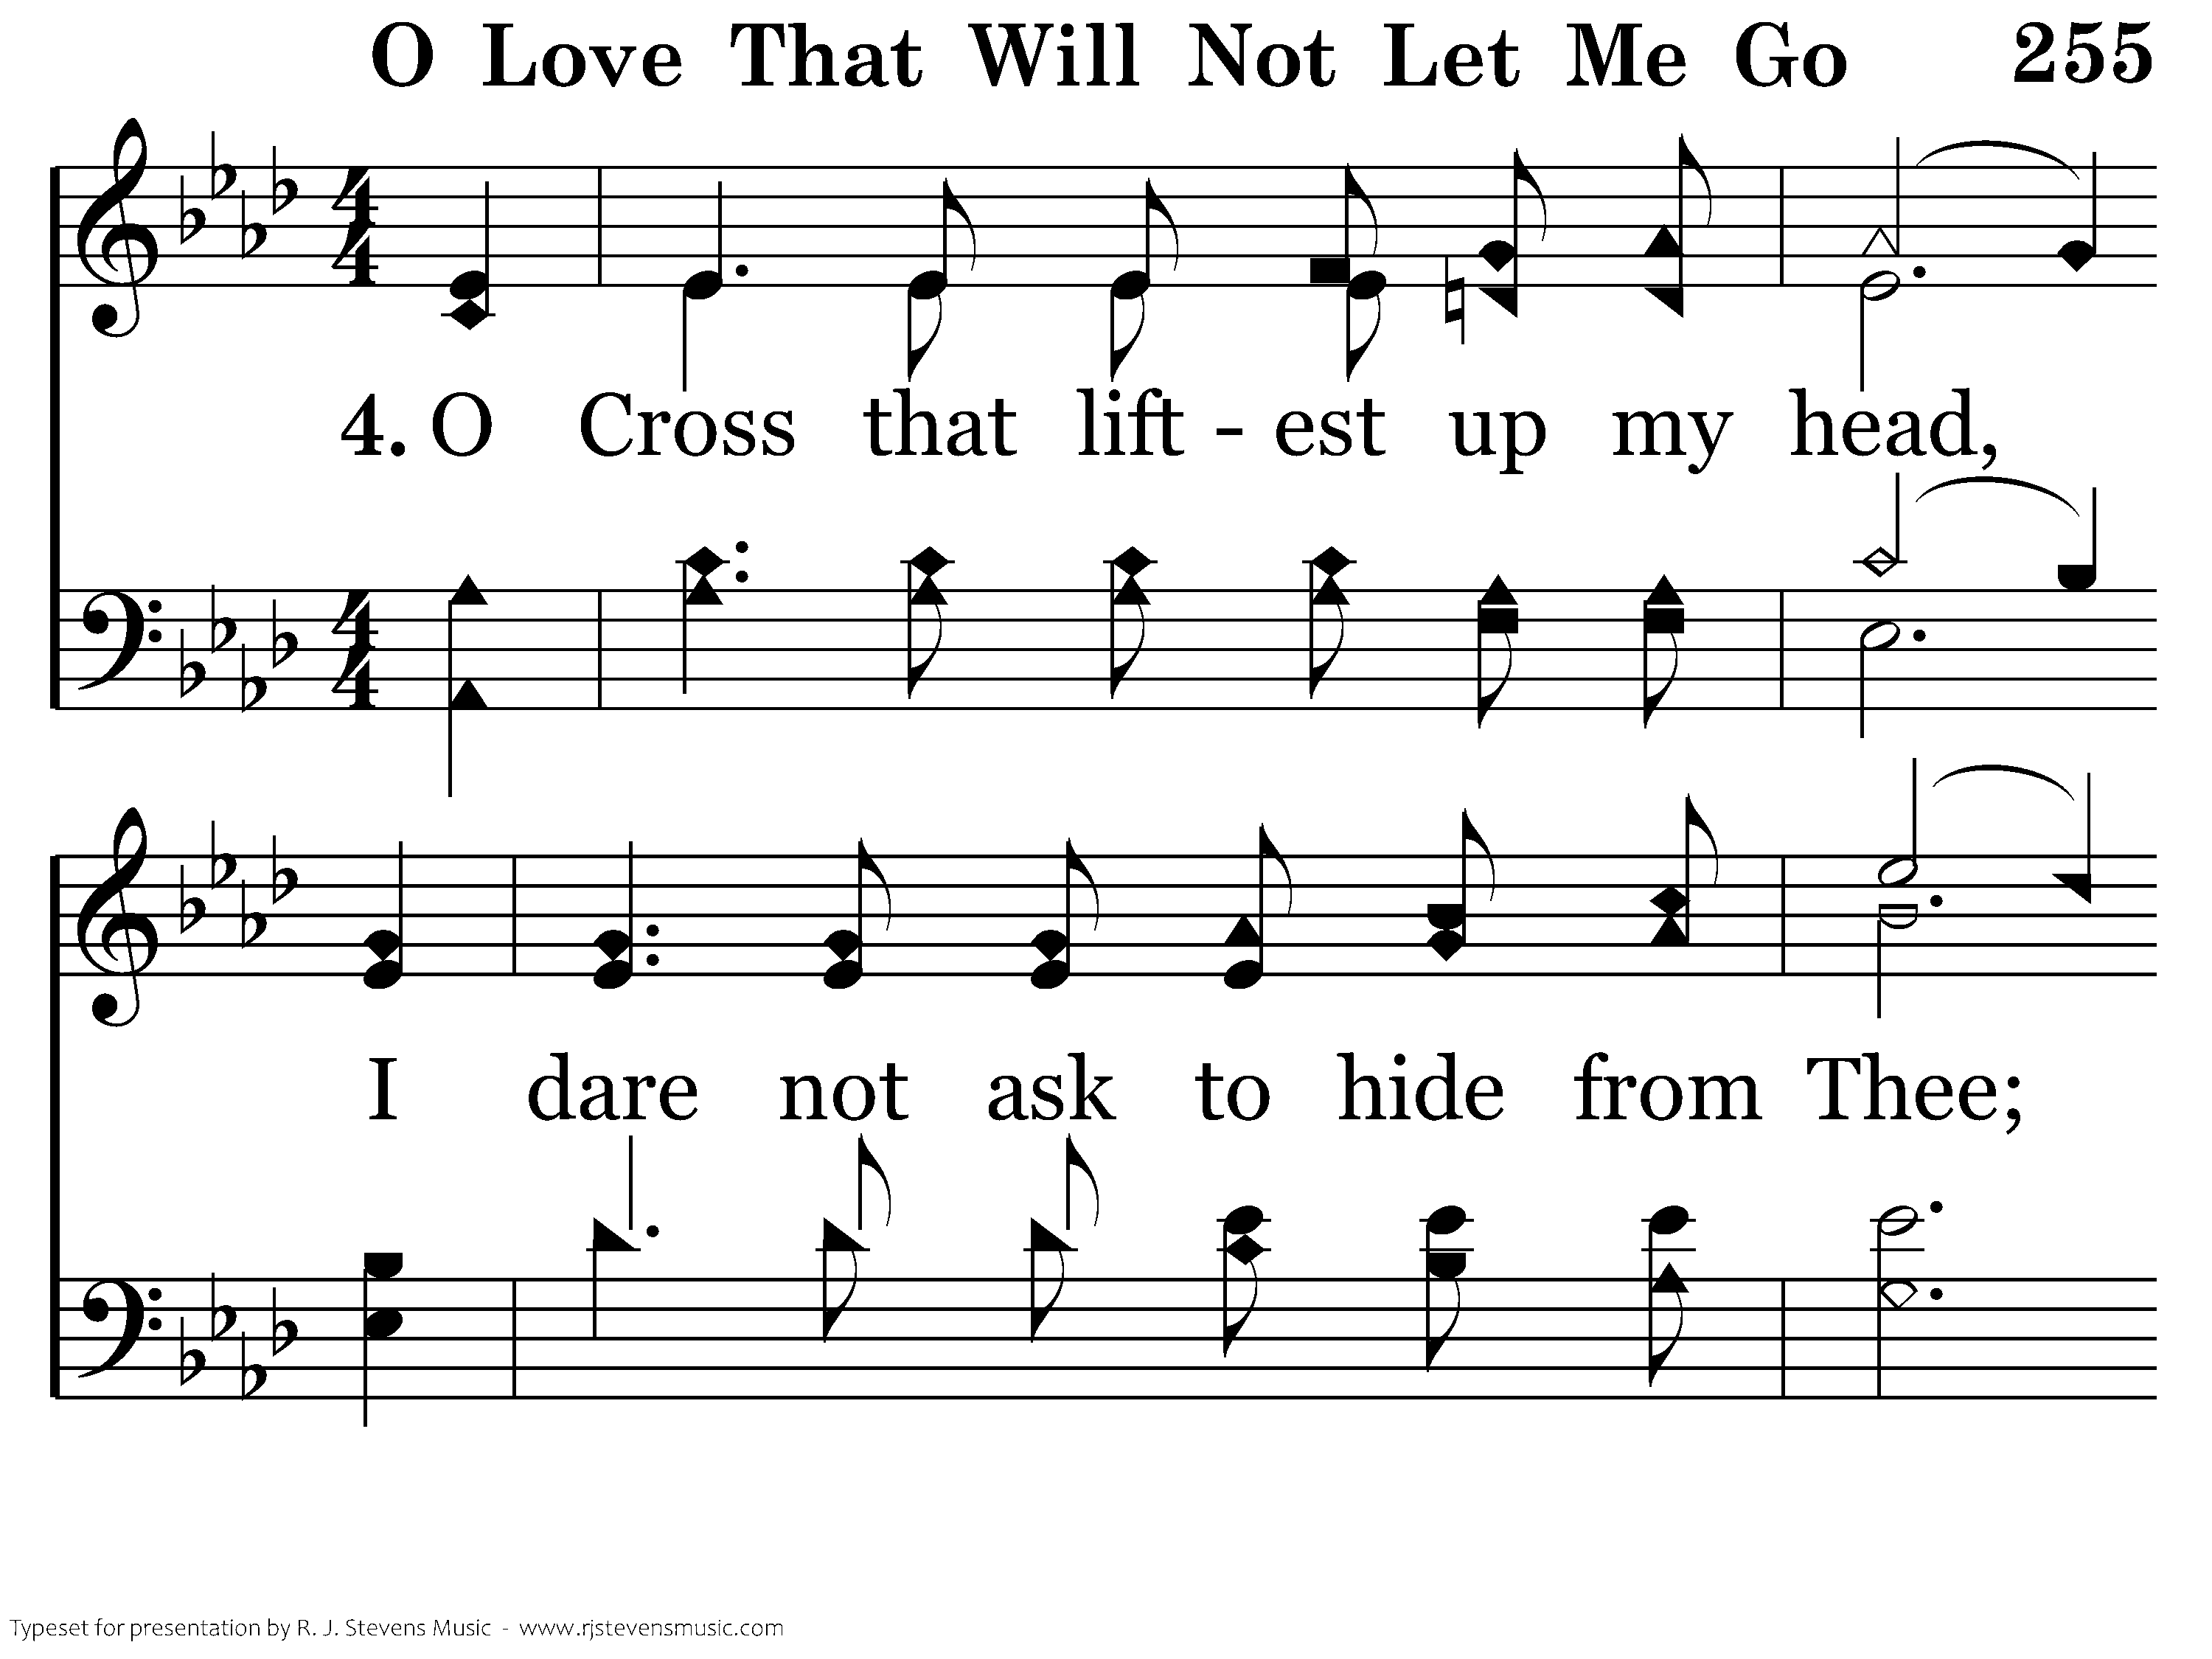 O Love That Will Not Let Me Go 255
4. O Cross that lift - est up my head,
I dare not ask to hide from Thee;
Typeset for presentation by R. J. Stevens Music - www.rjstevensmusic.com